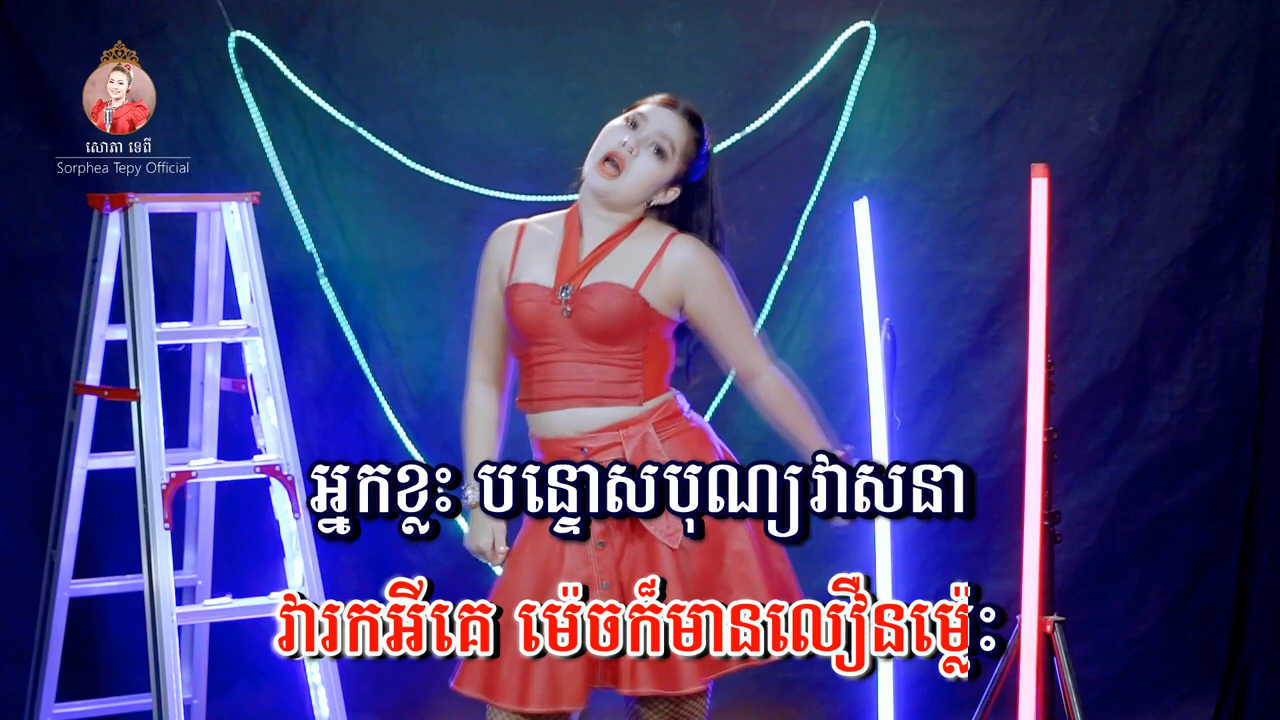 សោភា ទេពី
Sorphea Tepy Official
អ្នកខ្លះ បន្ទោសបុណ្យវាសនា
វារកអីគេ ម៉េចក៏មានលឿនម្ល៉េះ